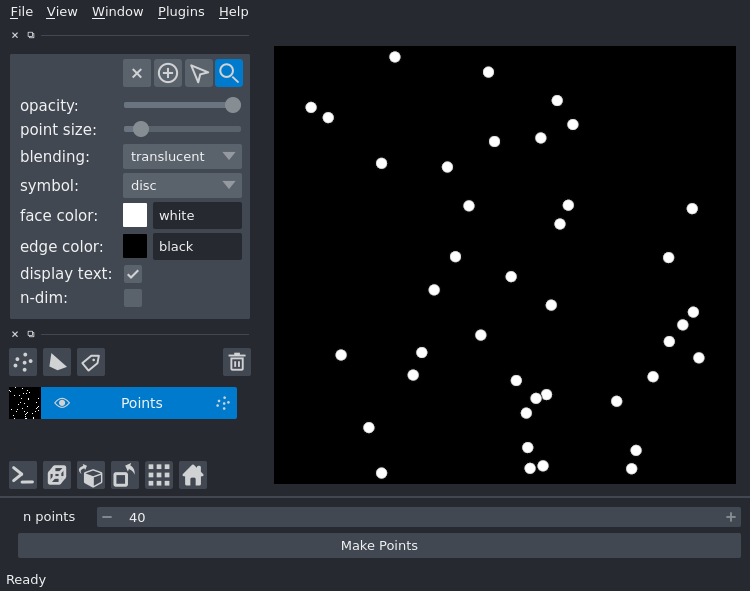 File View Window Plugins Help
opacity:
point size:
blending: translucent
symbol: disc
face color: white
edge color: black
display text:
n-dim:
Points
n points 40
Make Points
Ready